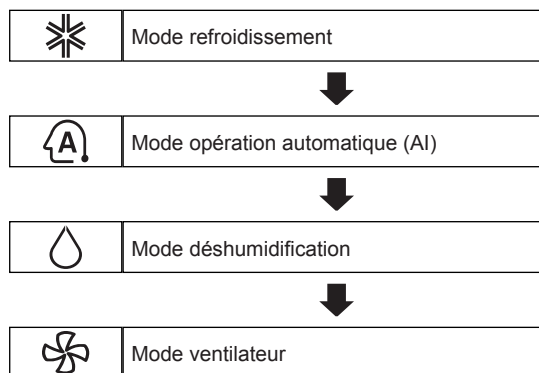 Mode refroidissement
A
Mode opération automatique (AI)
Mode déshumidification
Mode ventilateur